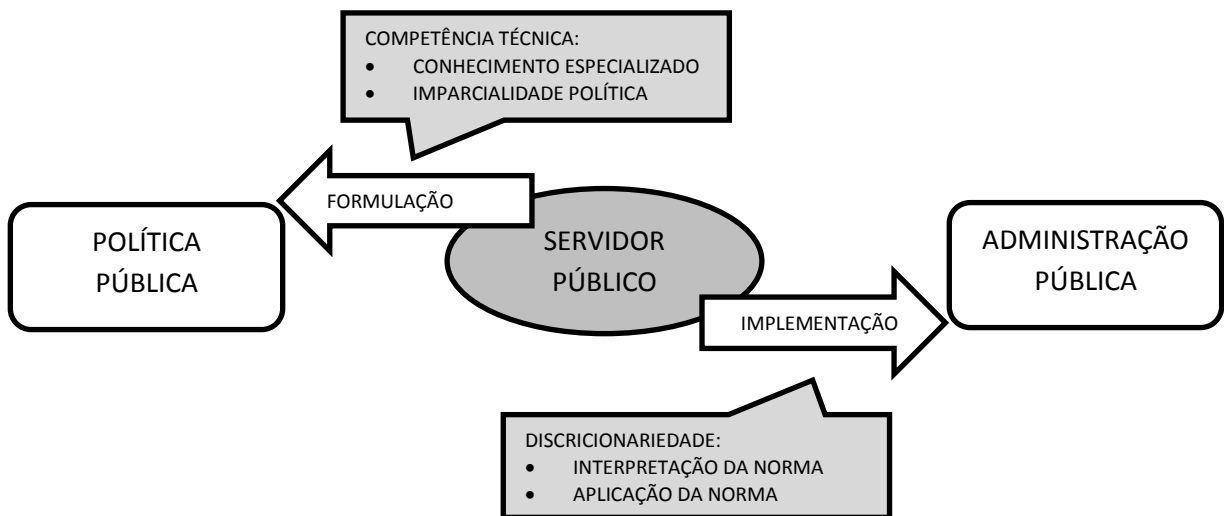 COMPETÊNCIA TÉCNICA:
• CONHECIMENTO ESPECIALIZADO
• IMPARCIALIDADE POLÍTICA
FORMULAÇÃO
POLÍTICA
PÚBLICA
SERVIDOR
PÚBLICO
ADMINISTRAÇÃO
PÚBLICA
IMPLEMENTAÇÃO
DISCRICIONARIEDADE:
• INTERPRETAÇÃO DA NORMA
• APLICAÇÃO DA NORMA